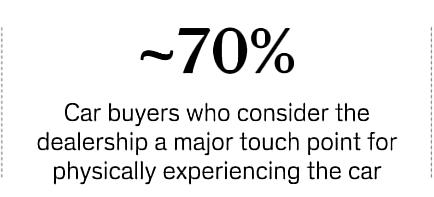 ~70%
Car buyers who consider the
dealership a major touch point for
physically experiencing the car